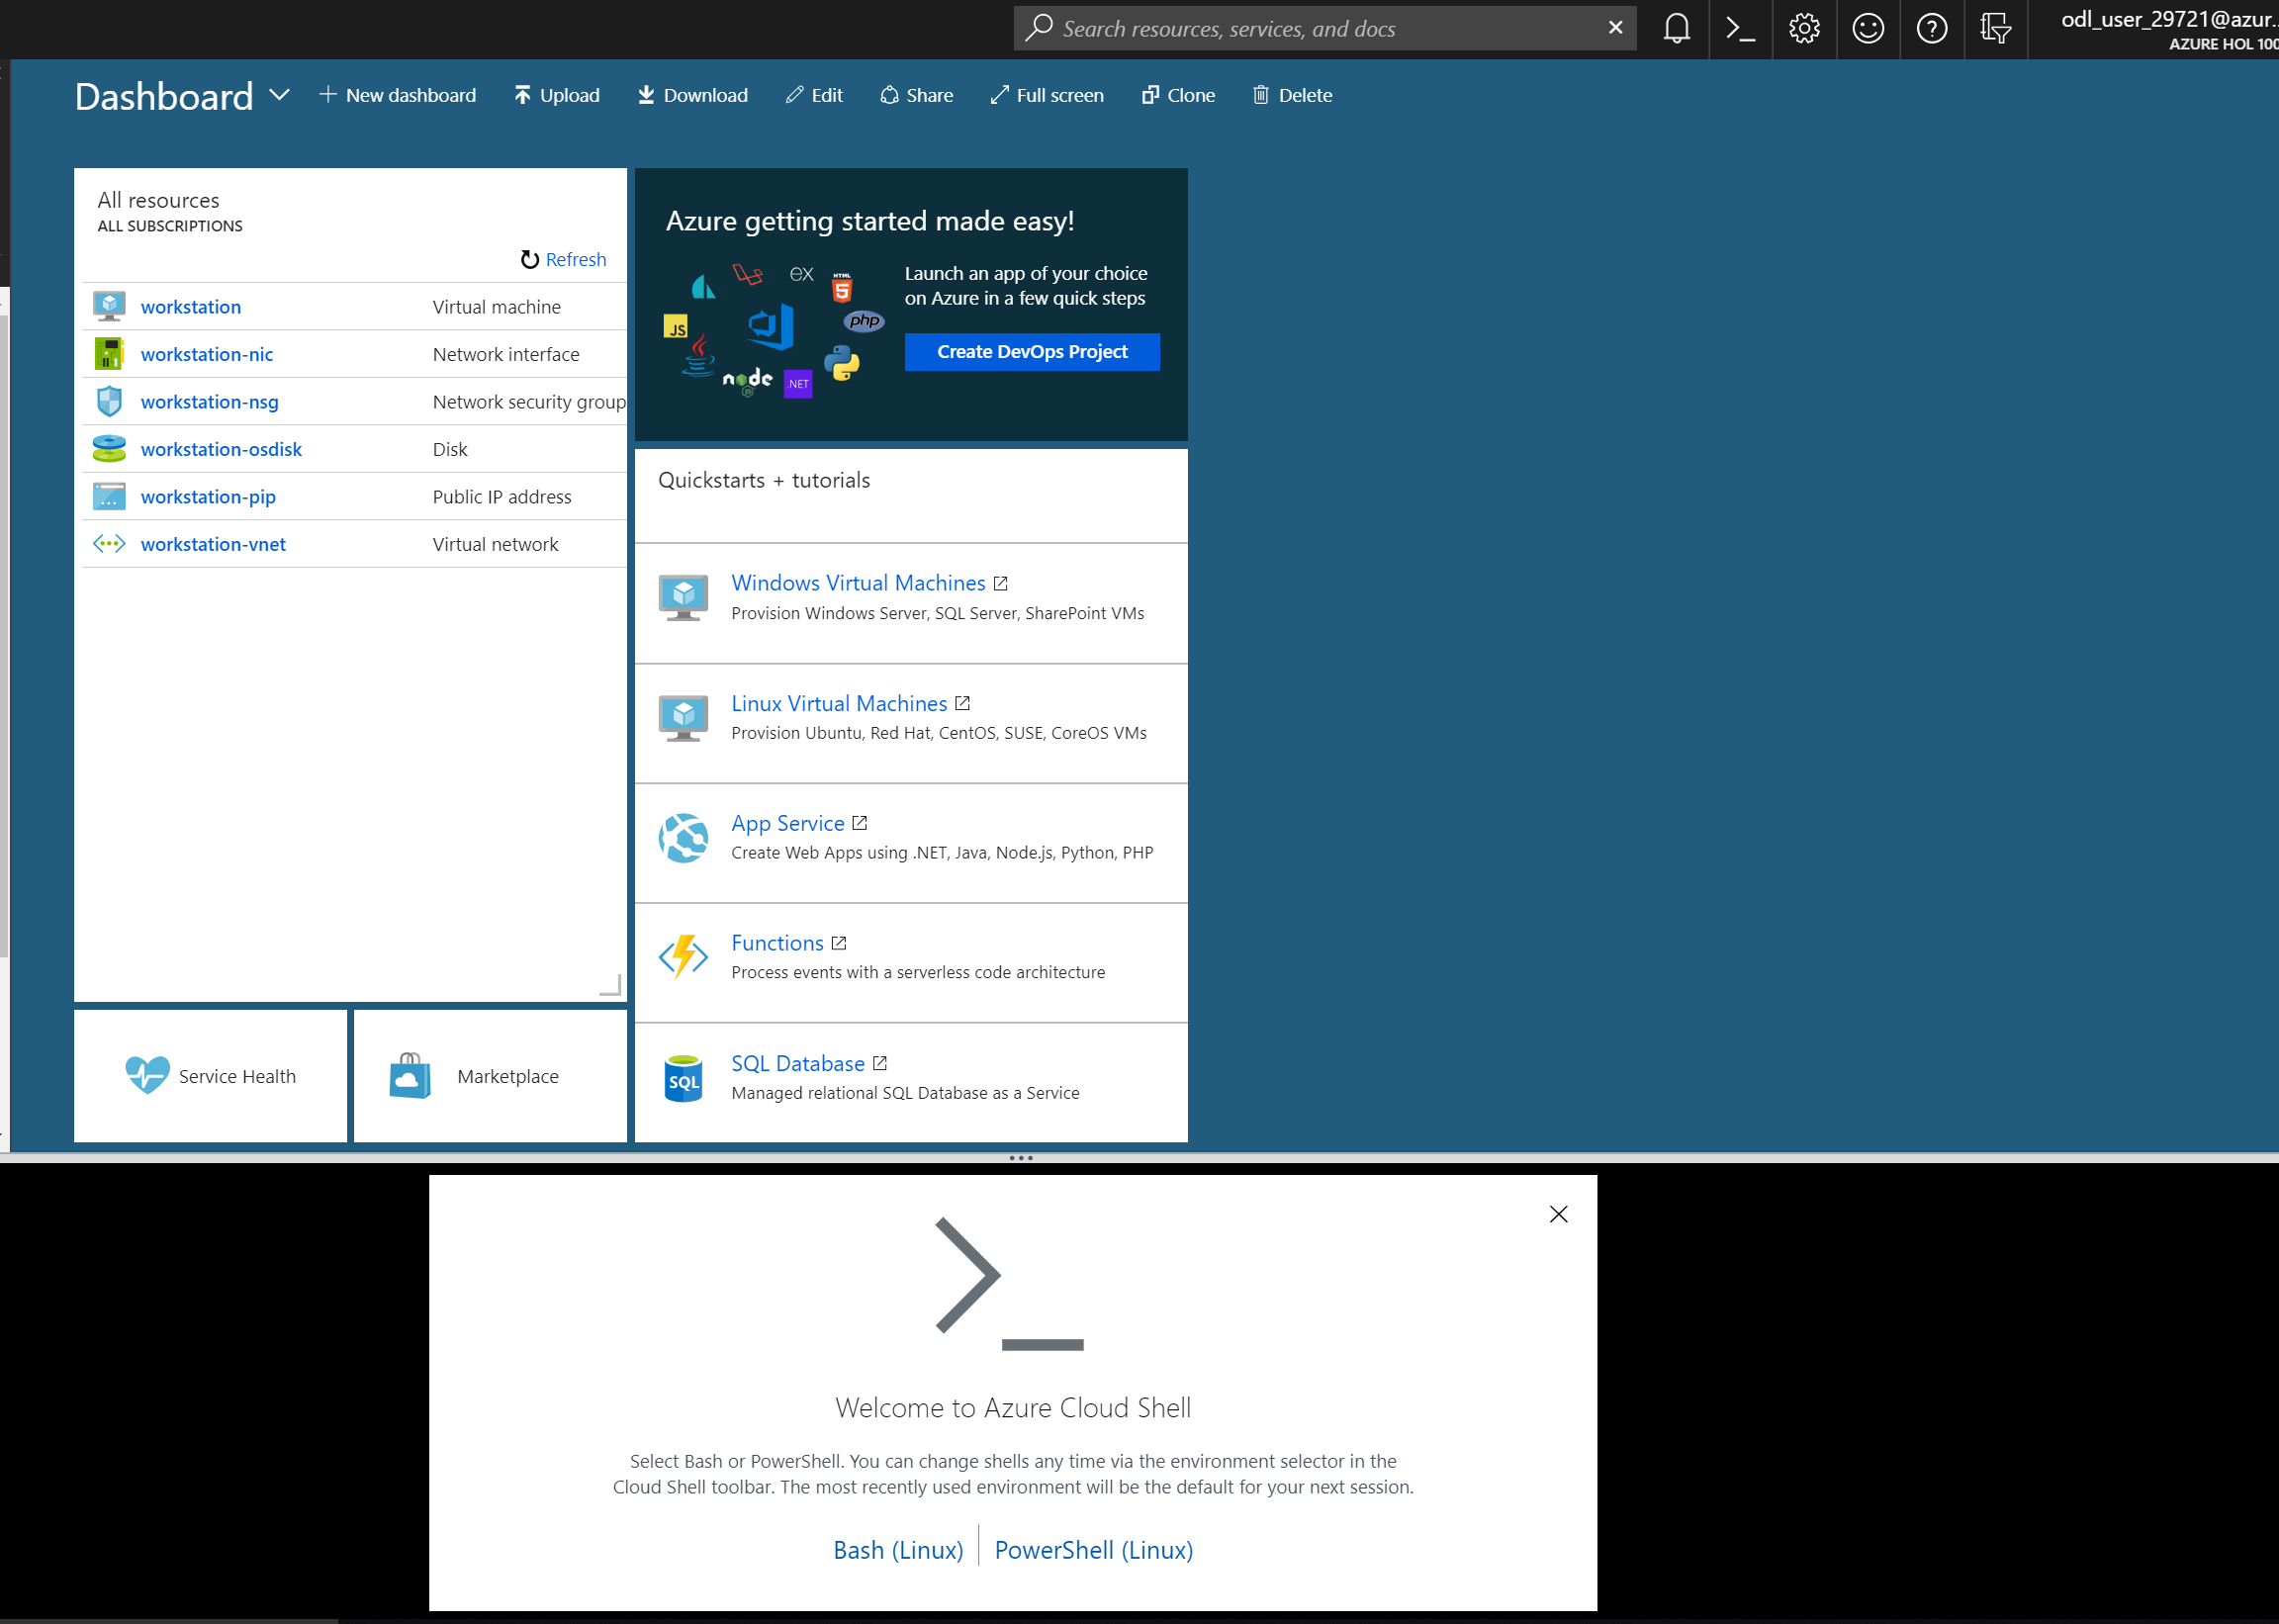 Search resources, services, and docs
odl_user_29721@azur...
AZURE HOL 100
Dashboard
New dashboard
Upload
Download
Edit
Share
Full screen
Clone
Delete
All resources
ALL SUBSCRIPTIONS
Refresh
workstation Virtual machine
workstation-nic Network interface
workstation-nsg Network security group
workstation-osdisk Disk
workstation-pip Public IP address
workstation-vnet Virtual network
Service Health
Marketplace
Azure getting started made easy!
ex
HTML
5
JS
php
node
JS
.NET
Launch an app of your choice
on Azure in a few quick steps
Create DevOps Project
Quickstarts + tutorials
Windows Virtual Machines
Provision Windows Server, SQL Server, SharePoint VMs
Linux Virtual Machines
Provision Ubuntu, Red Hat, CentOS, SUSE, CoreOS VMs
App Service
Create Web Apps using .NET, Java, Node.js, Python, PHP
Functions
Process events with a serverless code architecture
SQL
SQL Database
Managed relational SQL Database as a Service
Welcome to Azure Cloud Shell
Select Bash or PowerShell. You can change shells any time via the environment selector in the
Cloud Shell toolbar. The most recently used environment will be the default for your next session.
Bash (Linux)
PowerShell (Linux)